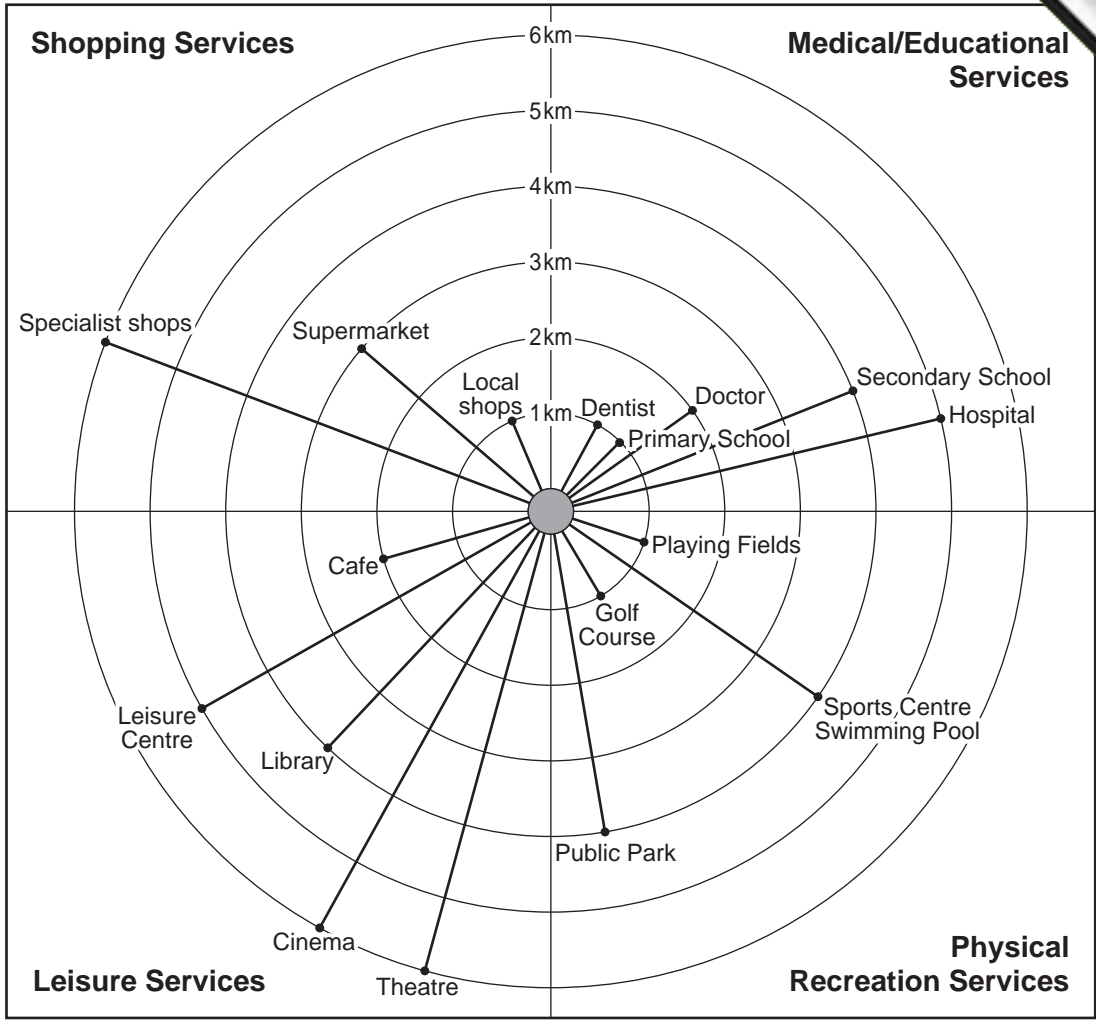 Shopping Services
Medical/Educational
Services
6km
5km
4km
3km
2km
1km
Specialist shops
Supermarket
Local
shops
Dentist
Doctor
Primary School
Secondary School
Hospital
Cafe
Leisure
Centre
Library
Cinema
Theatre
Playing Fields
Golf
Course
Sports Centre
Swimming Pool
Public Park
Leisure Services
Physical
Recreation Services